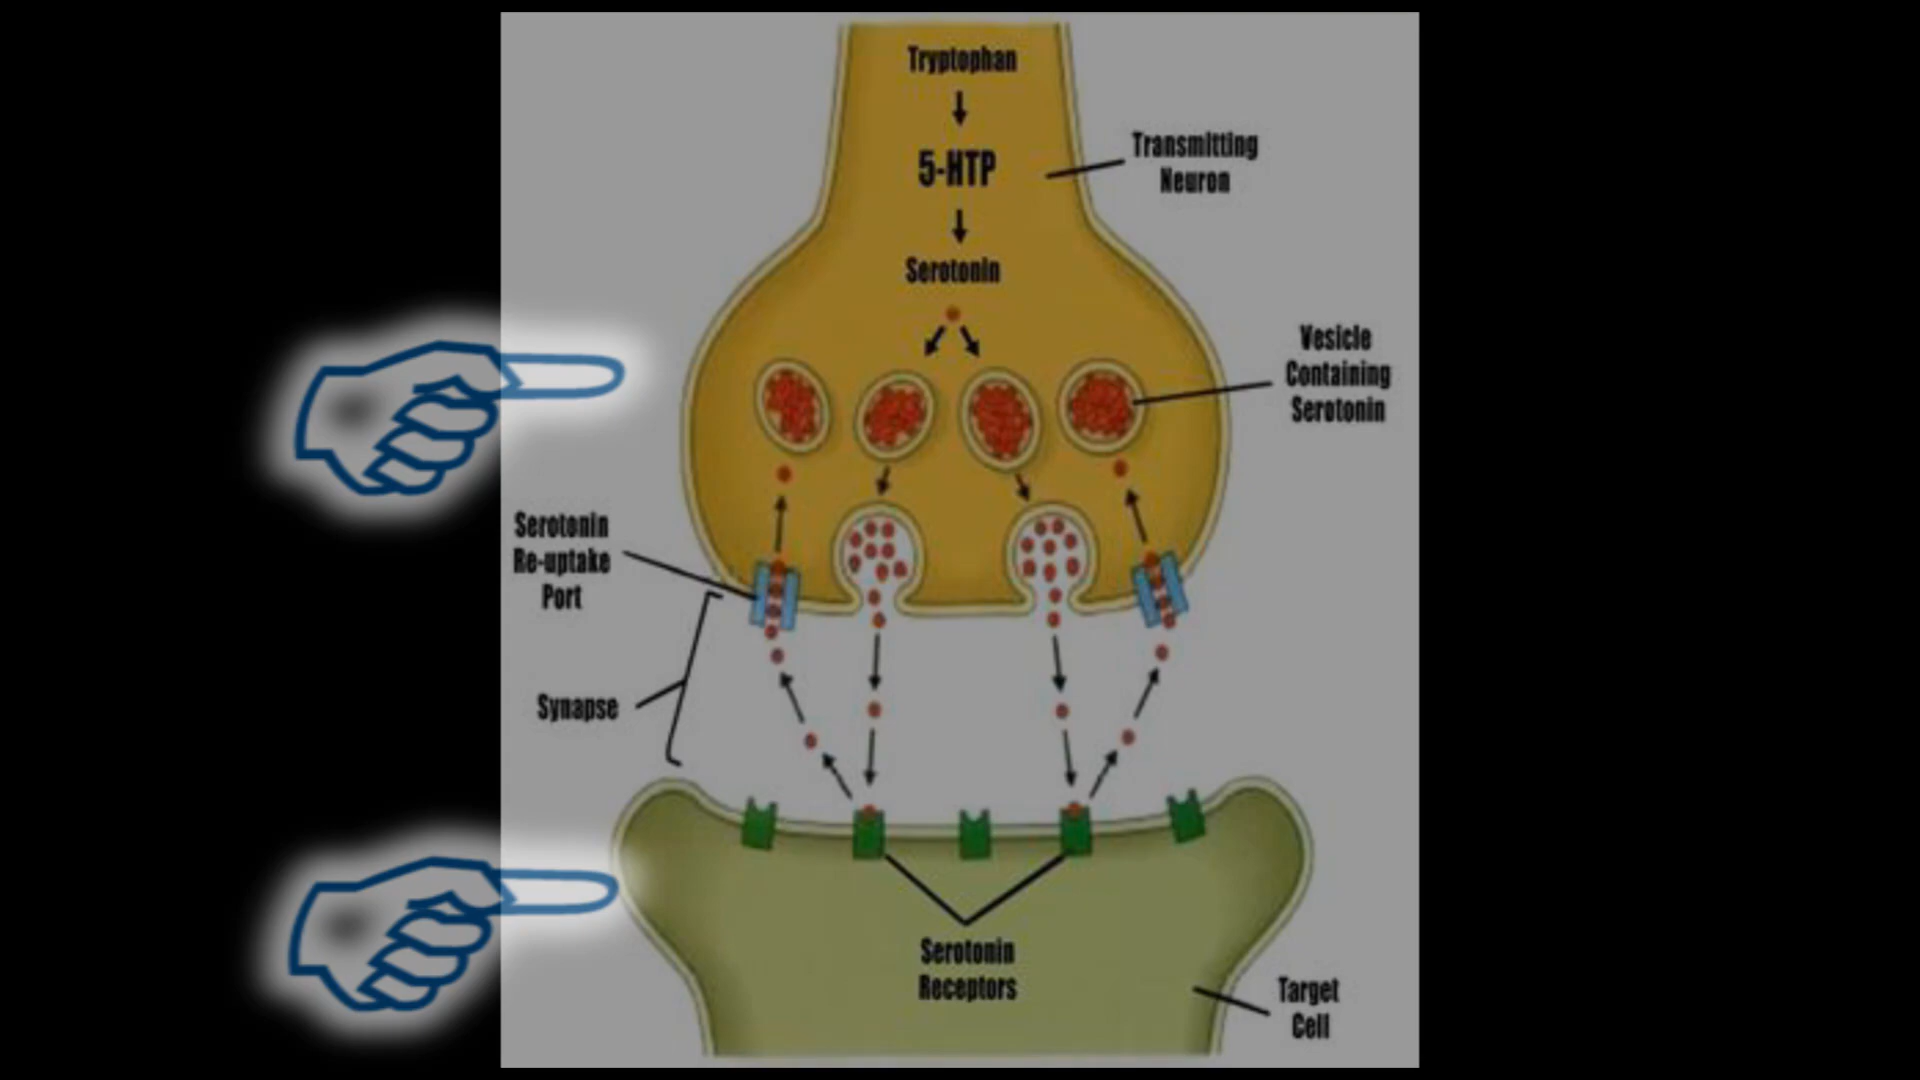 Tryptophan
5-HTP
Transmitting
Neuron
Serotonin
Vesicle
Containing
Serotonin
Serotonin
Re-uptake
Port
Synapse
Serotonin
Receptors
Target
Cell